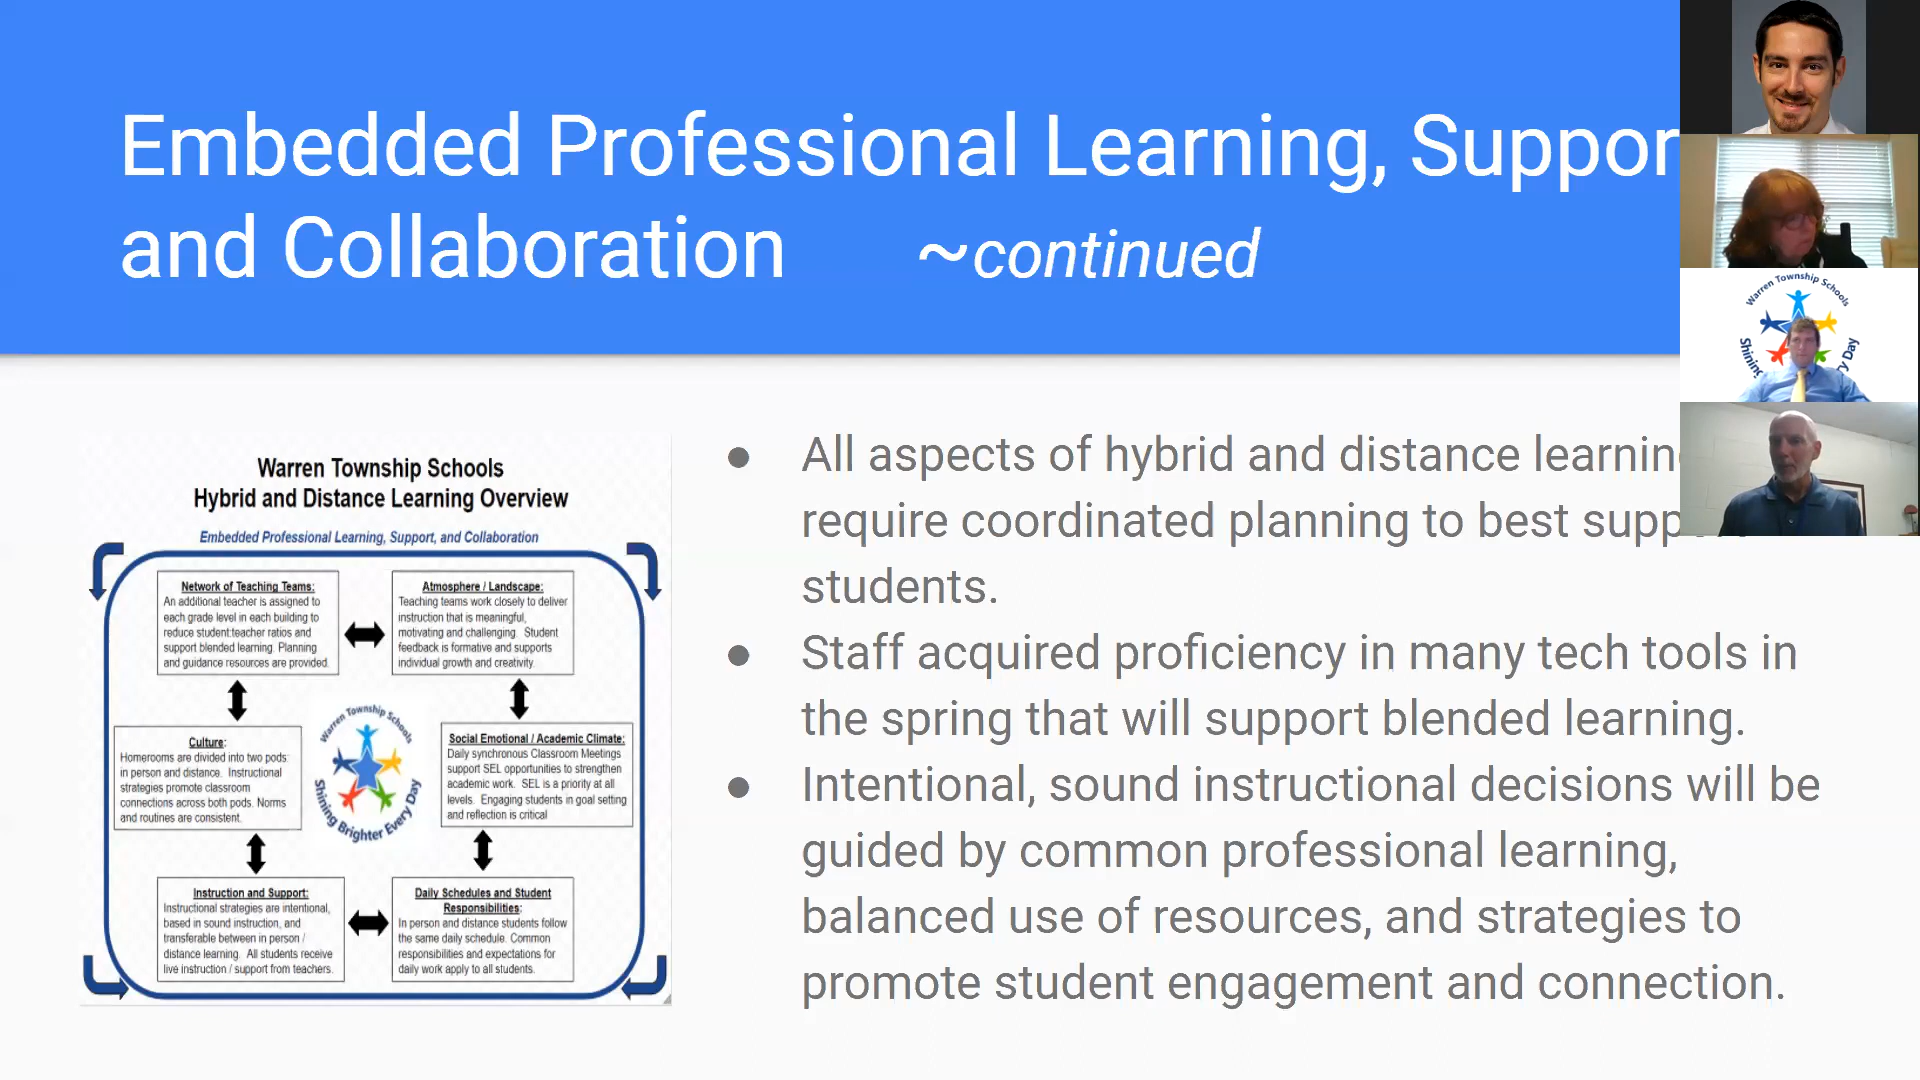 Embedded Professional Learning, Suppor
and Collaboration ~continued
Warren Township Schools
Hybrid and Distance Learning Overview
Embedded Professional Learning, Support, and Collaboration
Network of Teaching Teams:
An additional teacher is assigned to
each grade level in each building to
reduce student:teacher ratios and
support blended learning. Planning
and guidance resources are provided.
Atmosphere / Landscape:
Teaching teams work closely to deliver
instruction that is meaningful,
motivating and challenging. Student
feedback is formative and supports
individual growth and creativity.
Culture:
Homerooms are divided into two pods:
in person and distance. Instructional
strategies promote classroom
connections across both pods. Norms
and routines are consistent.
Warren Township Schools
Shining Brighter Every Day
Social Emotional / Academic Climate:
Daily synchronous Classroom Meetings
support SEL opportunities to strengthen
academic work. SEL is a priority at all
levels. Engaging students in goal setting
and reflection is critical
Instruction and Support:
Instructional strategies are intentional,
based in sound instruction, and
transferable between in person /
distance learning. All students receive
live instruction / support from teachers.
Daily Schedules and Student
Responsibilities:
In person and distance students follow
the same daily schedule. Common
responsibilities and expectations for
daily work apply to all students.
● All aspects of hybrid and distance learnin
require coordinated planning to best supp
students.
● Staff acquired proficiency in many tech tools in
the spring that will support blended learning.
● Intentional, sound instructional decisions will be
guided by common professional learning,
balanced use of resources, and strategies to
promote student engagement and connection.
Warren Township Schools
Shining
ry Day